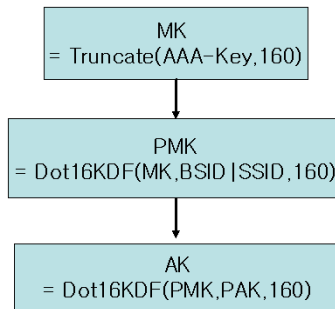 MK
= Truncate(AAA-Key,160)
PMK
= Dot16KDF(MK,BSID|SSID,160)
AK
= Dot16KDF(PMK,PAK,160)